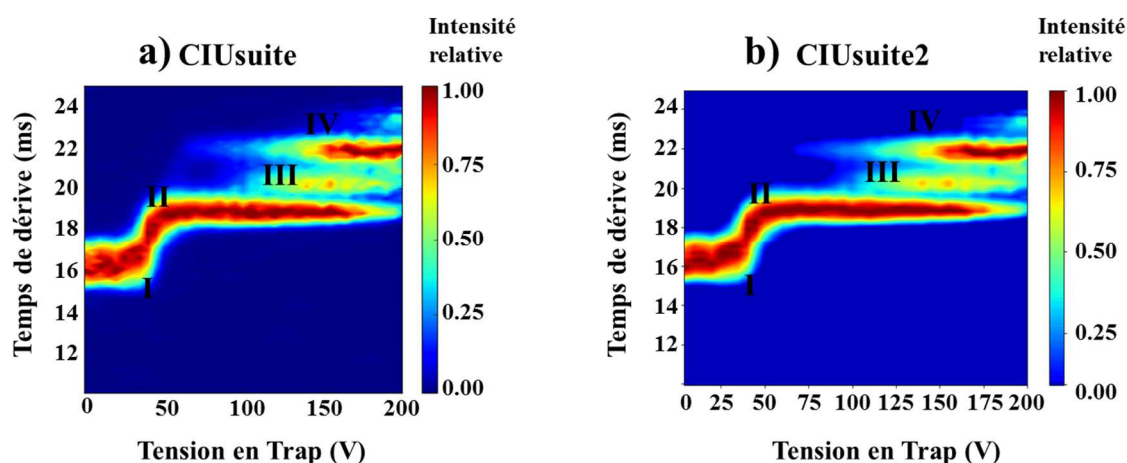 a) CIUsuite
Intensité
relative
Temps de dérive (ms)
24
22
20
18
16
14
12
IV
III
II
I
0
50
100
150
200
Tension en Trap (V)
1.00
0.75
0.50
0.25
0.00
b) CIUsuite2
Intensité
relative
Temps de dérive (ms)
24
22
20
18
16
14
12
IV
III
II
I
0
25
50
75
100
125
150
175
200
Tension en Trap (V)
1.00
0.75
0.50
0.25
0.00